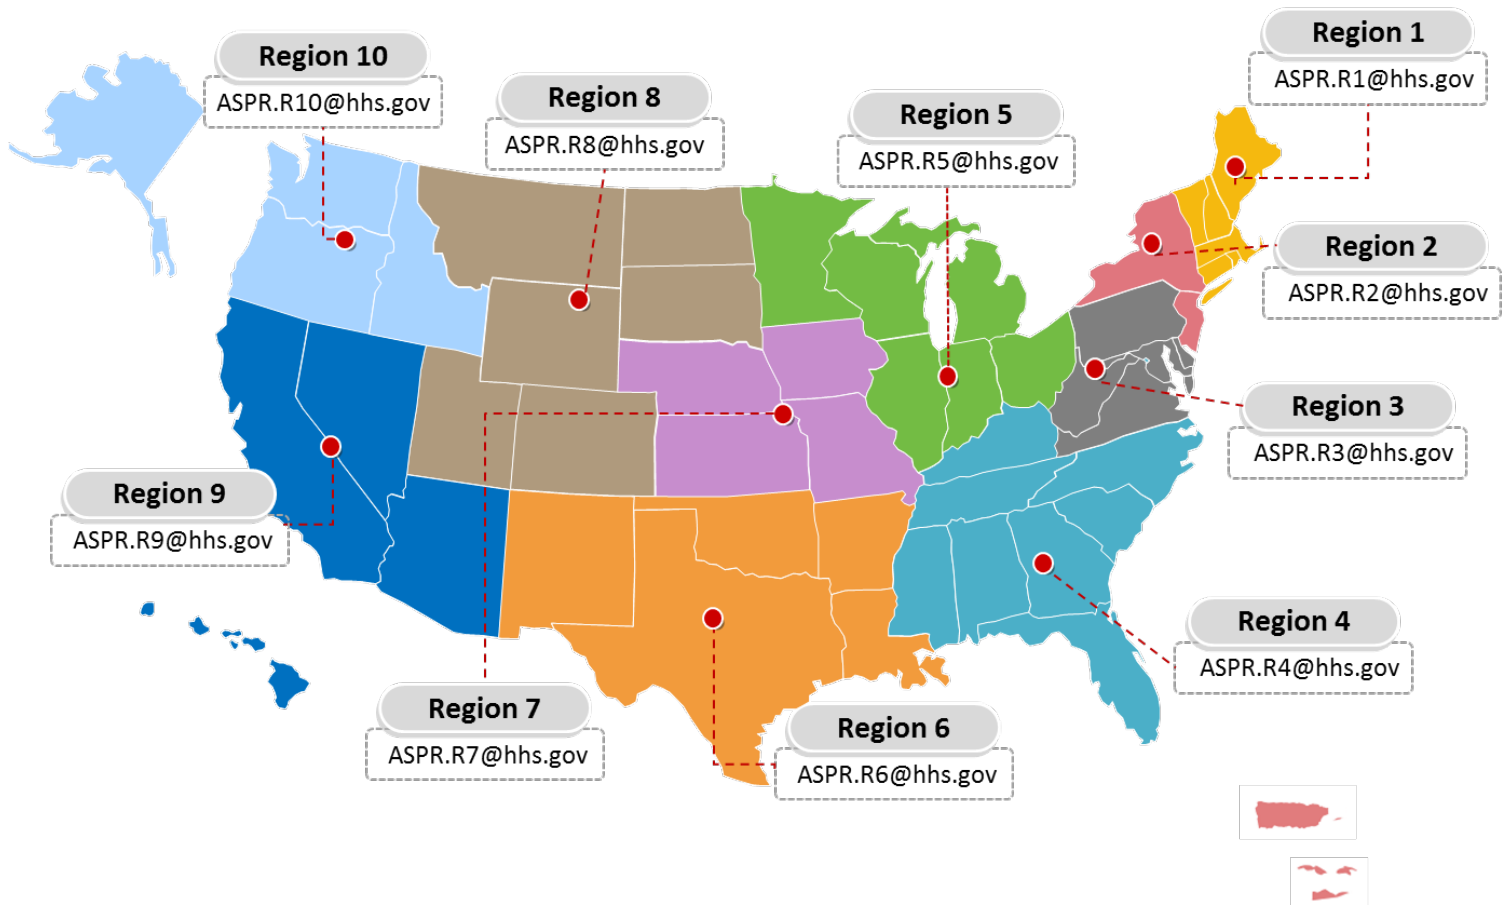 Region 1
ASPR.R1@hhs.gov
Region 10
ASPR.R10@hhs.gov
Region 8
ASPR.R8@hhs.gov
Region 5
ASPR.R5@hhs.gov
Region 2
ASPR.R2@hhs.gov
Region 3
ASPR.R3@hhs.gov
Region 9
ASPR.R9@hhs.gov
Region 4
ASPR.R4@hhs.gov
Region 7
ASPR.R7@hhs.gov
Region 6
ASPR.R6@hhs.gov